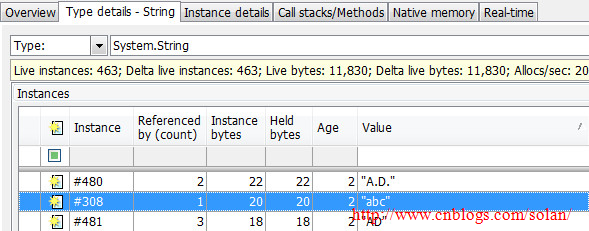 Overview Type details - String Instance details Call stacks/Methods Native memory Real-time
Type: System.String
Live instances: 463; Delta live instances: 463; Live bytes: 11,830; Delta live bytes: 11,830; Allocs/sec: 20
Instances
Instance Referenced by (count) Instance bytes Held bytes Age Value
#480 2 22 22 2 "A.D."
#308 1 20 20 2 "abc"
#481 3 18 18 2 "AD"
http://www.cnblogs.com/solan/